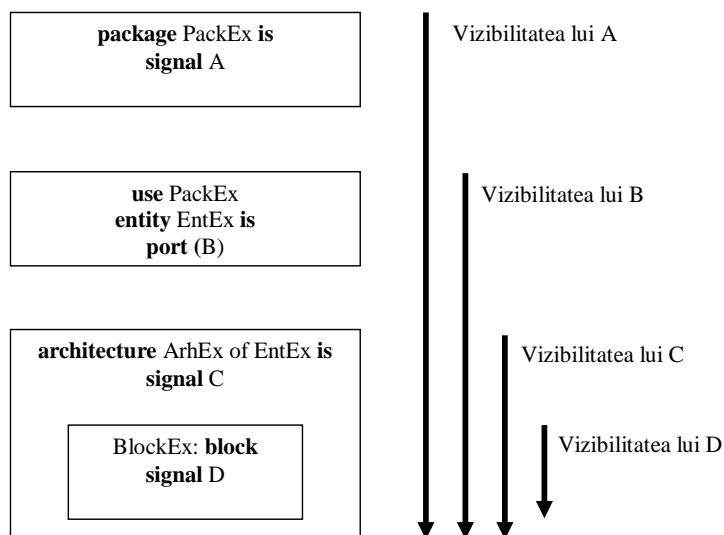 package PackEx is
signal A
Vizibilitatea lui A
use PackEx
entity EntEx is
port (B)
Vizibilitatea lui B
architecture ArhEx of EntEx is
signal C
Vizibilitatea lui C
BlockEx: block
signal D
Vizibilitatea lui D